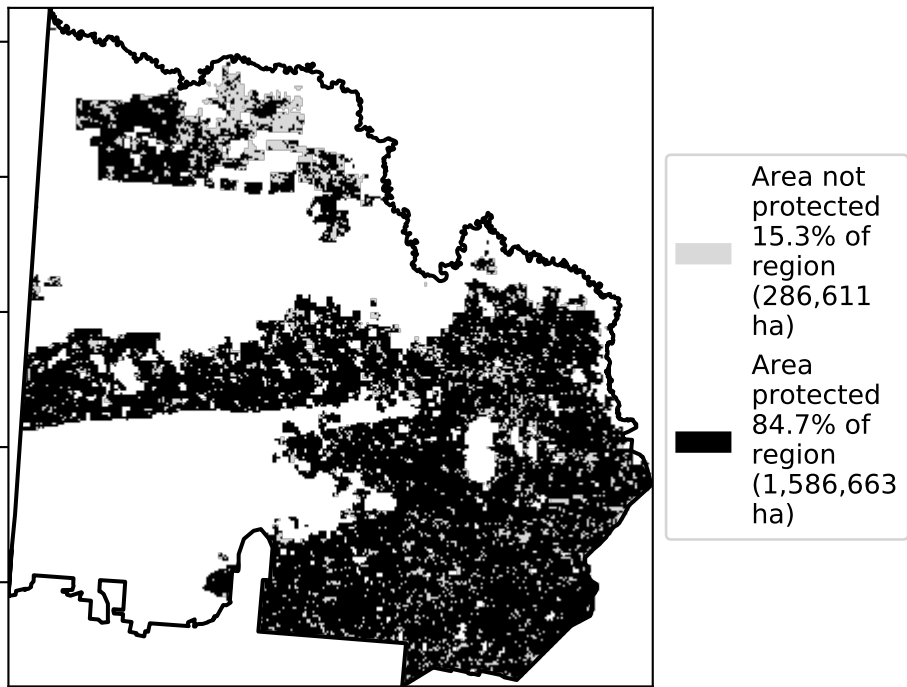 Area not
protected
15.3% of
region
(286,611
ha)
Area
protected
84.7% of
region
(1,586,663
ha)